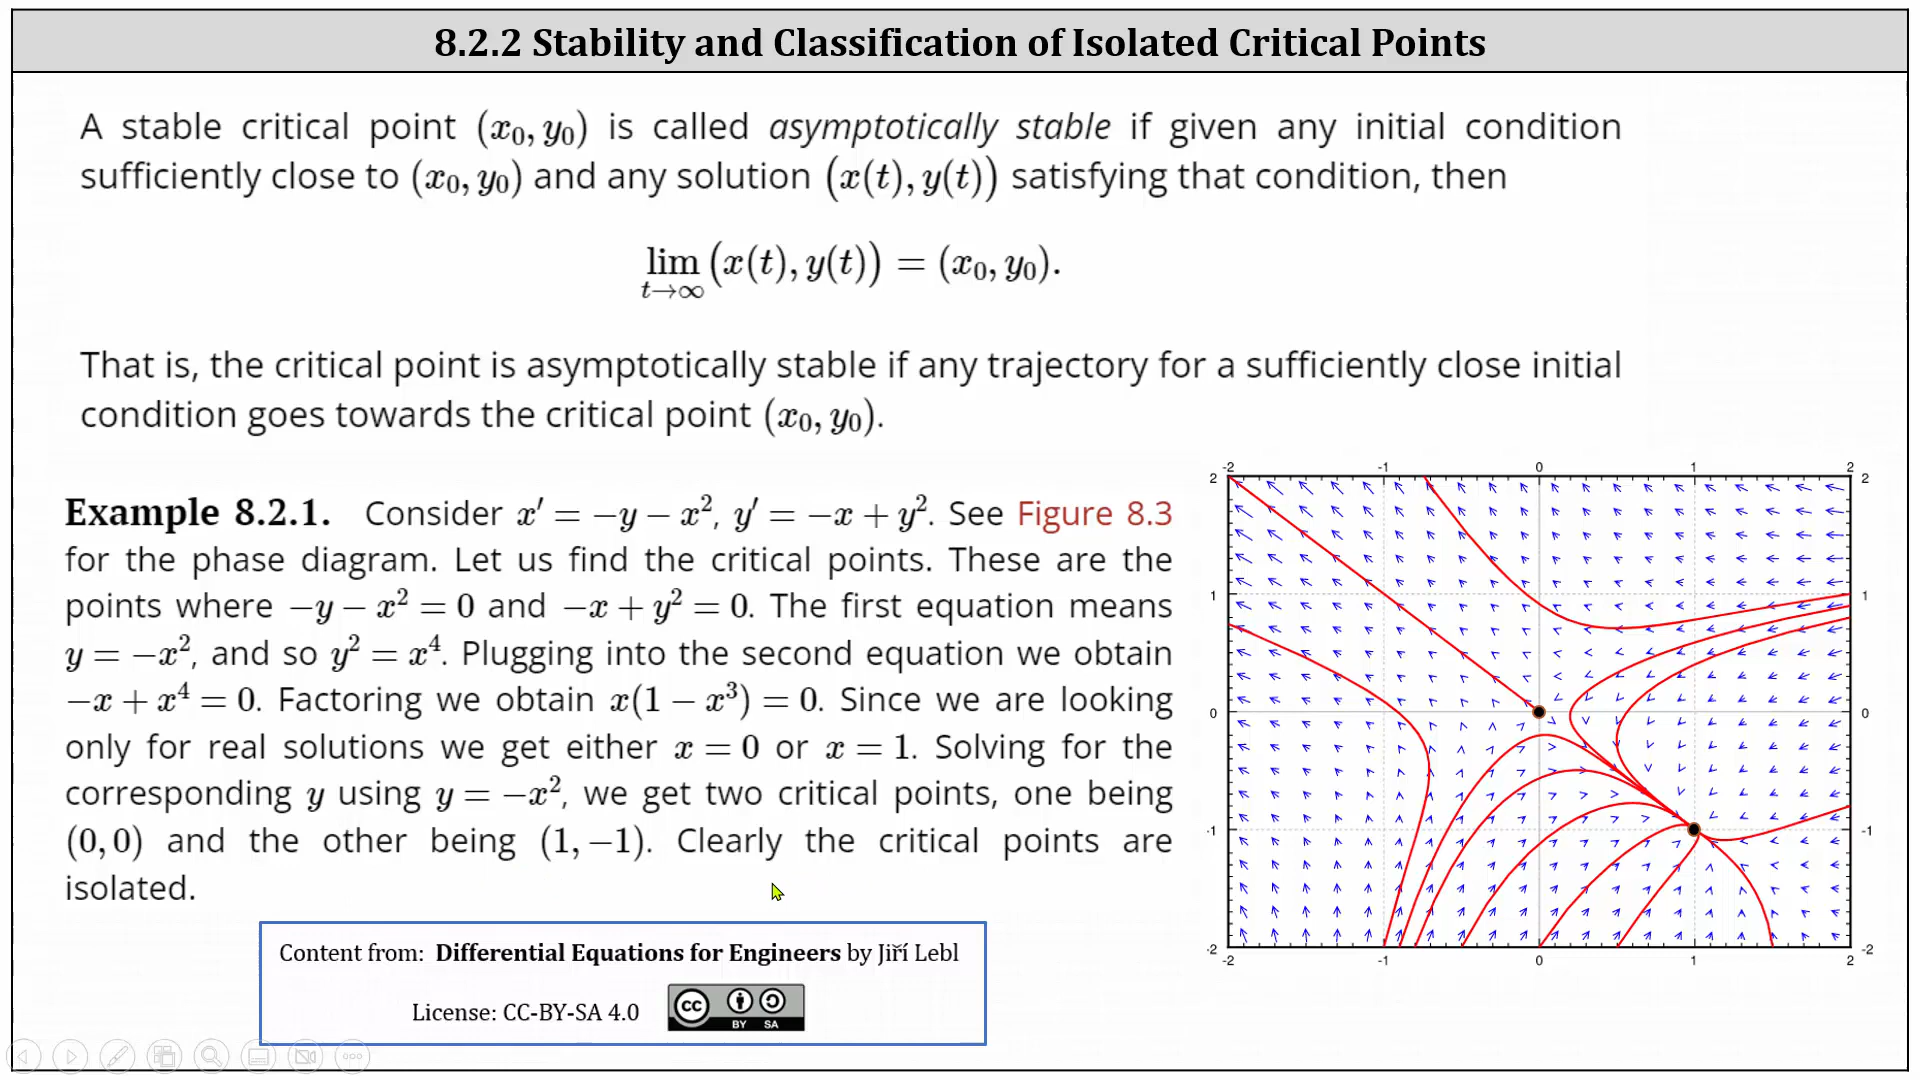 8.2.2 Stability and Classification of Isolated Critical Points
A stable critical point (x₀, y₀) is called asymptotically stable if given any initial condition
sufficiently close to (x₀, y₀) and any solution (x(t), y(t)) satisfying that condition, then
lim (x(t), y(t)) = (x₀, y₀).
t→∞
That is, the critical point is asymptotically stable if any trajectory for a sufficiently close initial
condition goes towards the critical point (x₀, y₀).
Example 8.2.1. Consider x′ = −y − x², y′ = −x + y². See Figure 8.3
for the phase diagram. Let us find the critical points. These are the
points where −y − x² = 0 and −x + y² = 0. The first equation means
y = −x², and so y² = x⁴. Plugging into the second equation we obtain
−x + x⁴ = 0. Factoring we obtain x(1 − x³) = 0. Since we are looking
only for real solutions we get either x = 0 or x = 1. Solving for the
corresponding y using y = −x², we get two critical points, one being
(0, 0) and the other being (1, −1). Clearly the critical points are
isolated.
-2 -1 0 1 2
2 2
1 1
0 0
-1 -1
-2 -2
-2 -1 0 1 2
Content from: Differential Equations for Engineers by Jiří Lebl
License: CC-BY-SA 4.0
cc
BY SA